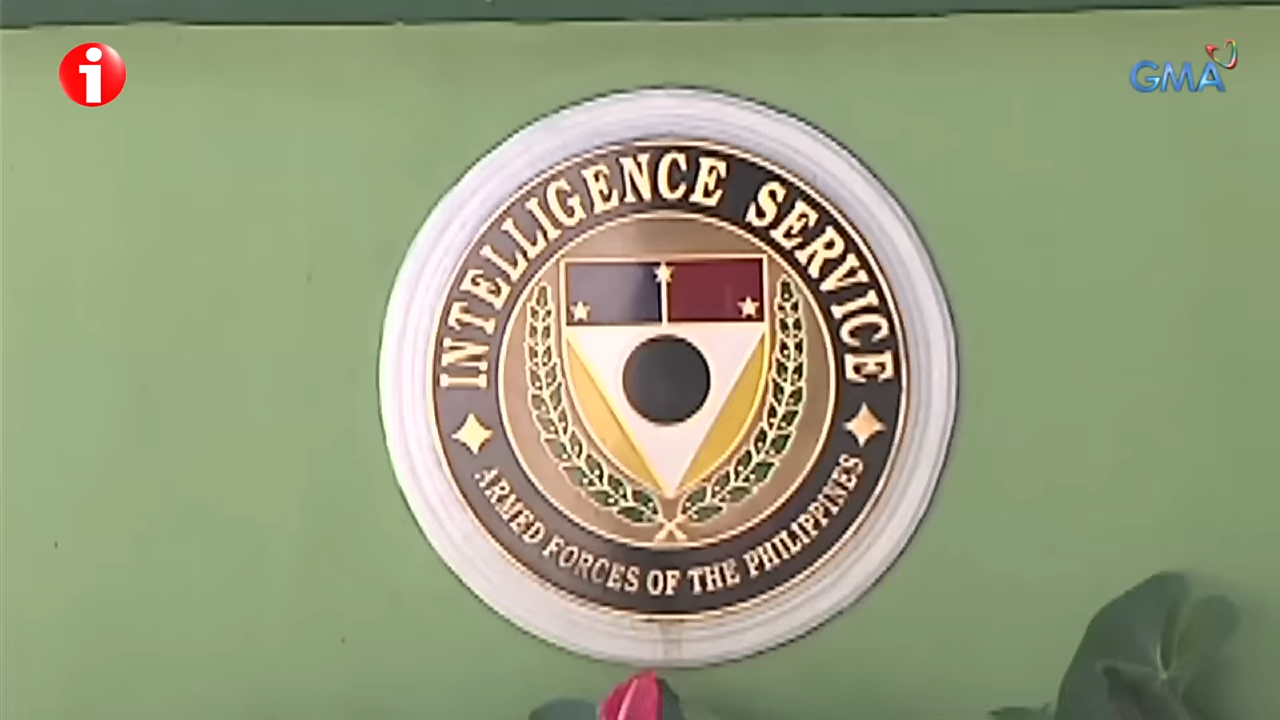 i
GMA
INTELLIGENCE SERVICE
ARMED FORCES OF THE PHILIPPINES